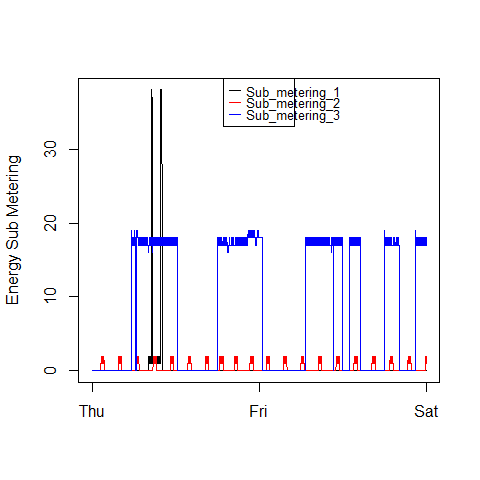 Sub_metering_1
Sub_metering_2
Sub_metering_3
Energy Sub Metering
30
20
10
0
Thu
Fri
Sat